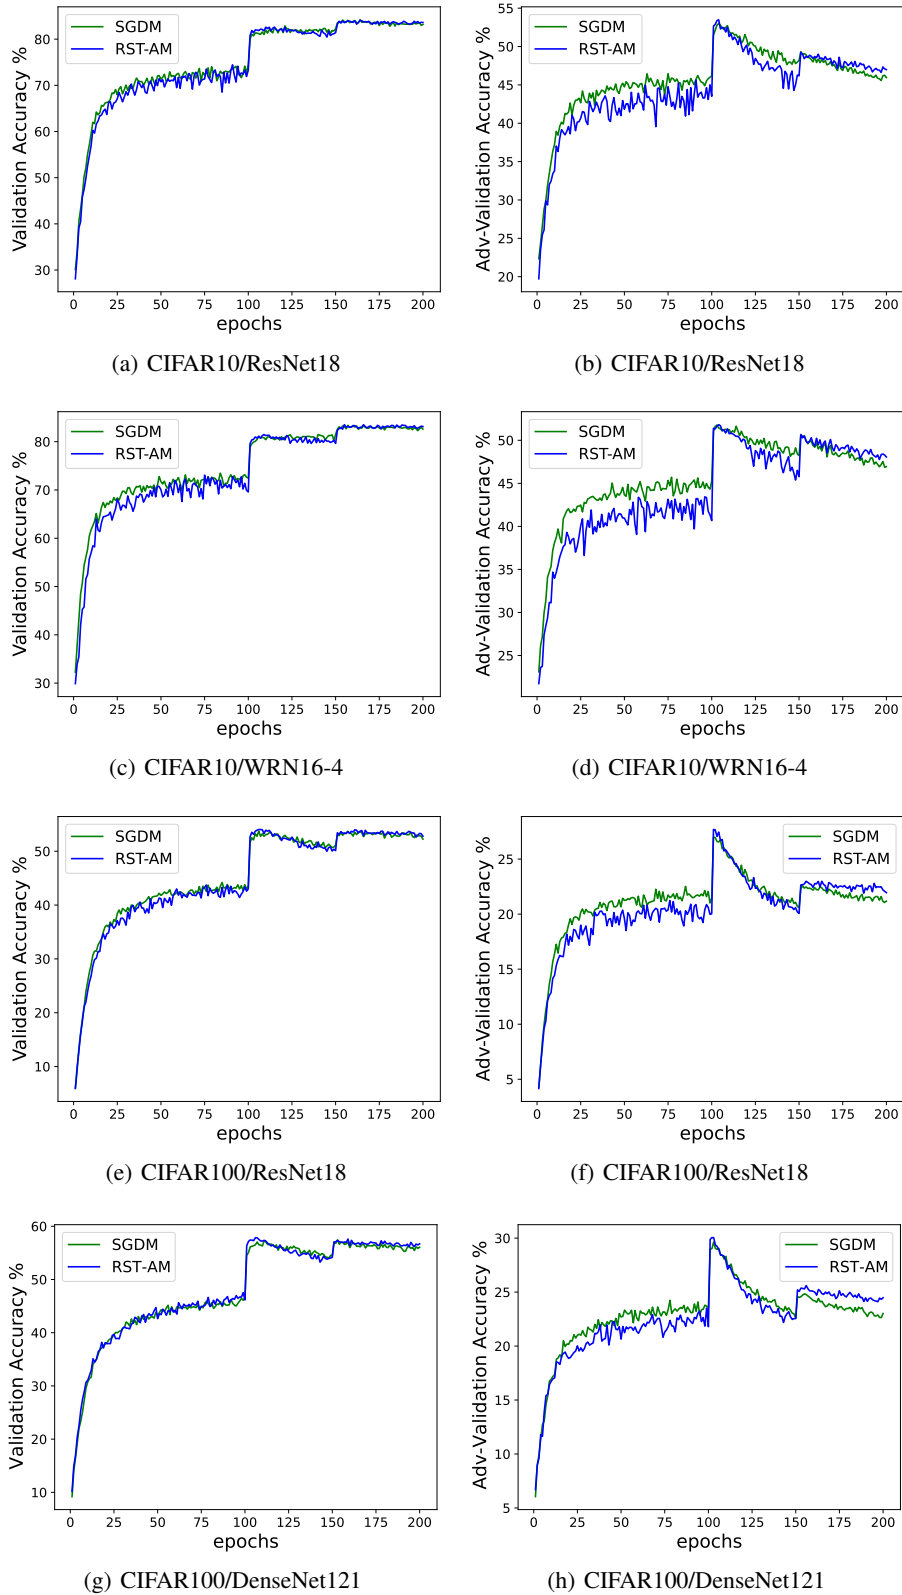 SGDM
RST-AM
Validation Accuracy %
80
70
60
50
40
30
0 25 50 75 100 125 150 175 200
epochs
(a) CIFAR10/ResNet18
SGDM
RST-AM
Adv-Validation Accuracy %
55
50
45
40
35
30
25
20
0 25 50 75 100 125 150 175 200
epochs
(b) CIFAR10/ResNet18
SGDM
RST-AM
Validation Accuracy %
80
70
60
50
40
30
0 25 50 75 100 125 150 175 200
epochs
(c) CIFAR10/WRN16-4
SGDM
RST-AM
Adv-Validation Accuracy %
50
45
40
35
30
25
0 25 50 75 100 125 150 175 200
epochs
(d) CIFAR10/WRN16-4
SGDM
RST-AM
Validation Accuracy %
50
40
30
20
10
0 25 50 75 100 125 150 175 200
epochs
(e) CIFAR100/ResNet18
SGDM
RST-AM
Adv-Validation Accuracy %
25
20
15
10
5
0 25 50 75 100 125 150 175 200
epochs
(f) CIFAR100/ResNet18
SGDM
RST-AM
Validation Accuracy %
60
50
40
30
20
10
0 25 50 75 100 125 150 175 200
epochs
(g) CIFAR100/DenseNet121
SGDM
RST-AM
Adv-Validation Accuracy %
30
25
20
15
10
5
0 25 50 75 100 125 150 175 200
epochs
(h) CIFAR100/DenseNet121